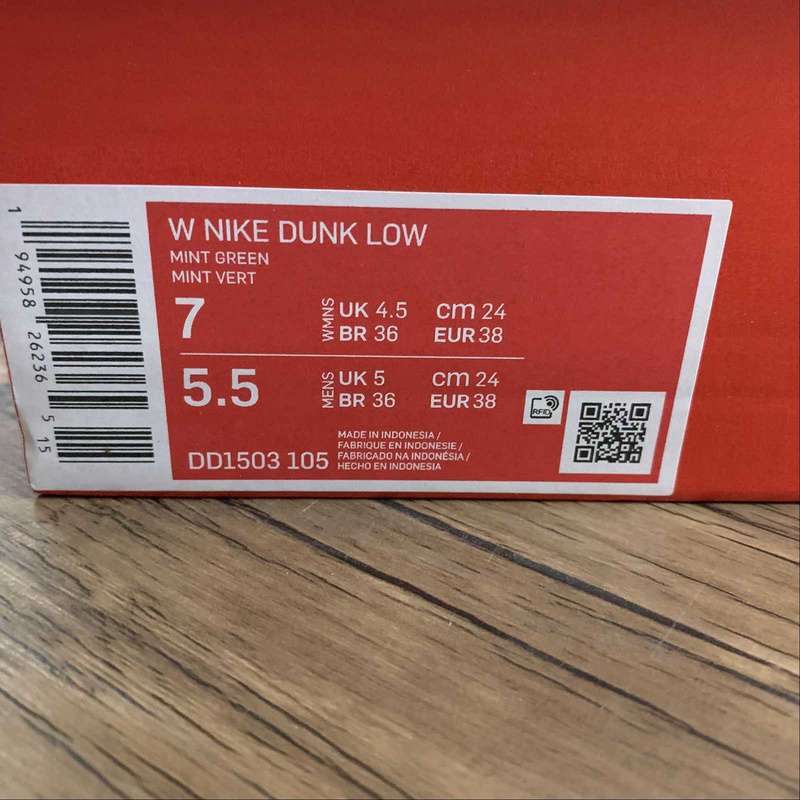 1 94958 26236 5 15
W NIKE DUNK LOW
MINT GREEN
MINT VERT
7 WMNS UK 4.5 cm 24
BR 36 EUR 38
5.5 MENS UK 5 cm 24
BR 36 EUR 38
RFID
DD1503 105
MADE IN INDONESIA /
FABRIQUE EN INDONESIE /
FABRICADO NA INDONÉSIA /
HECHO EN INDONESIA